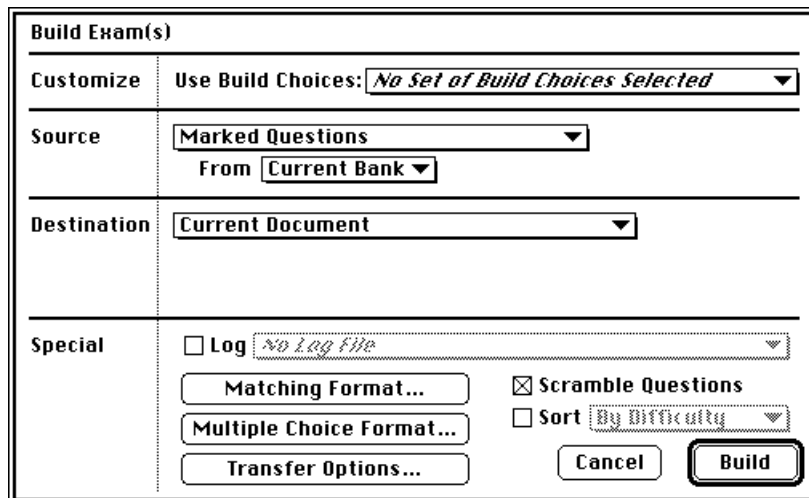 Build Exam(s)
Customize Use Build Choices: No Set of Build Choices Selected
Source Marked Questions
From Current Bank
Destination Current Document
Special Log No Log File
Matching Format... Scramble Questions
Sort By Difficulty
Multiple Choice Format...
Transfer Options... Cancel Build